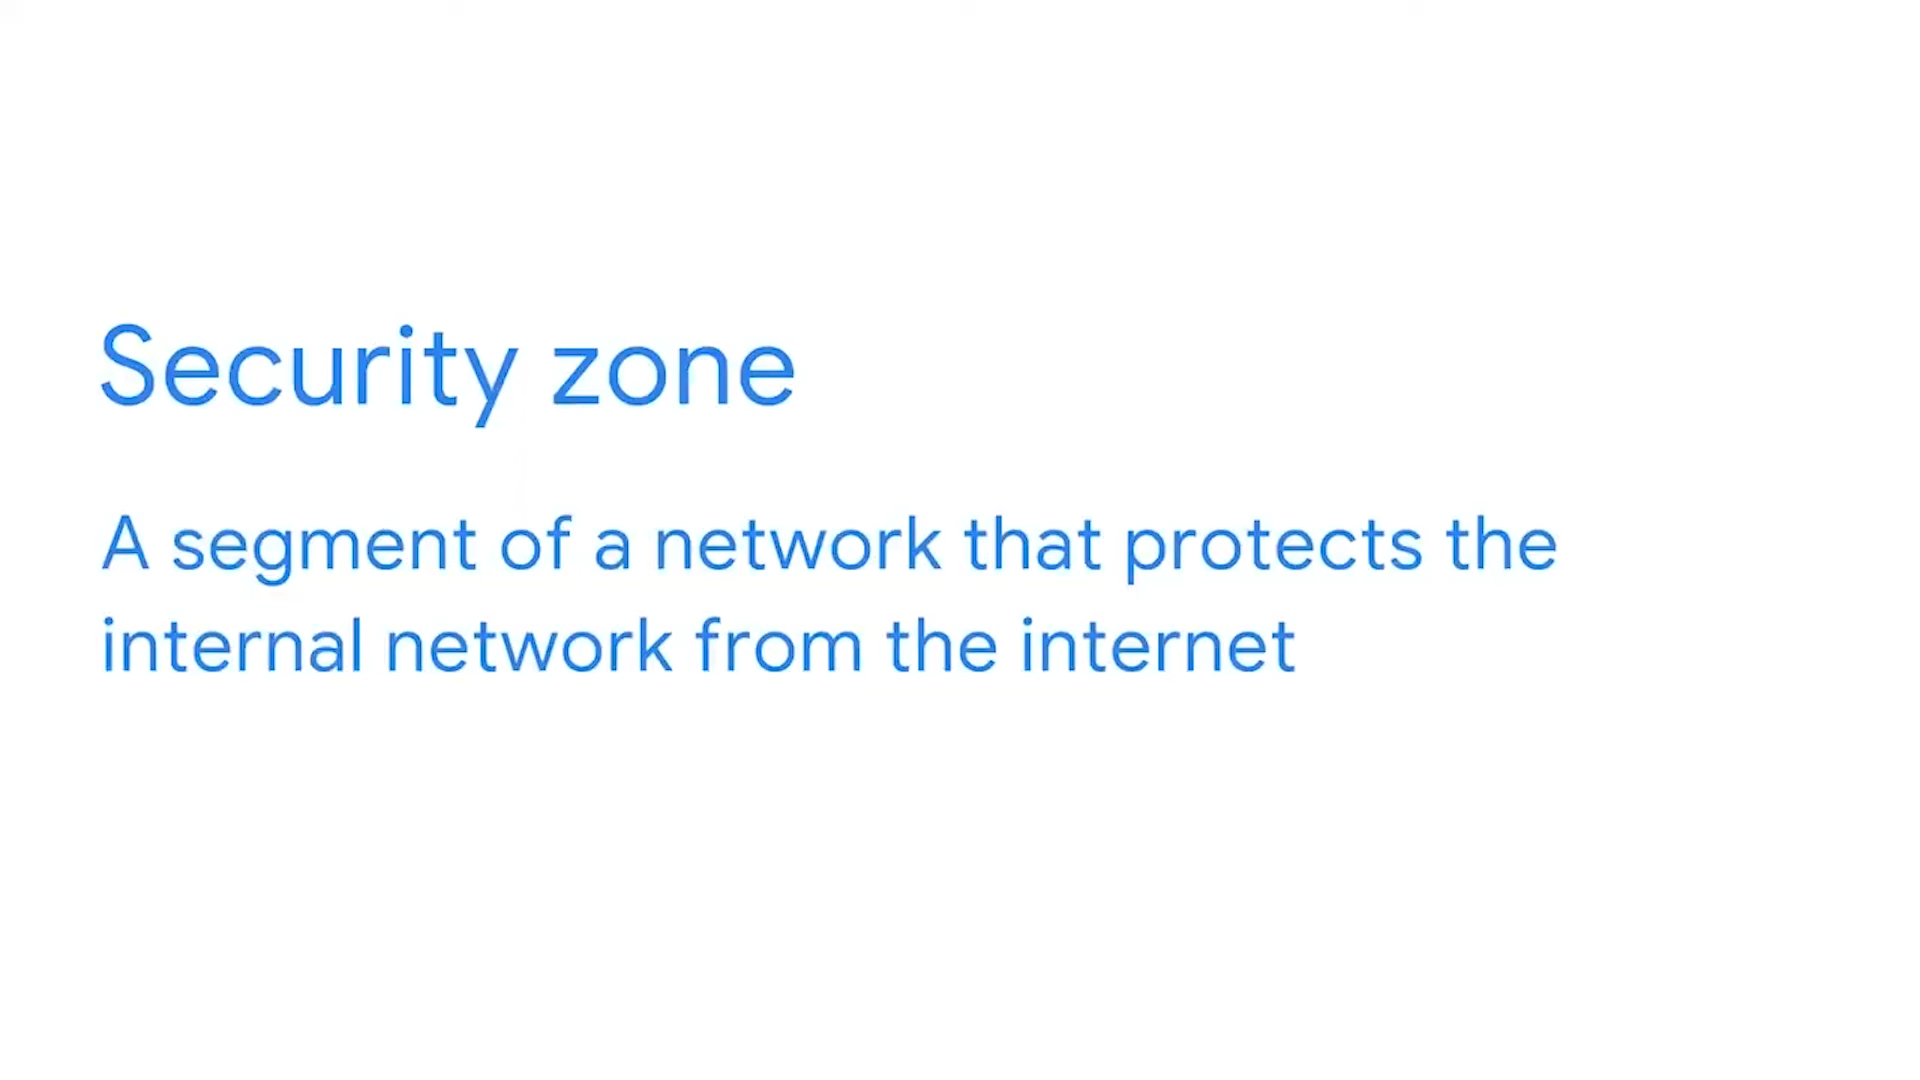 Security zone
A segment of a network that protects the
internal network from the internet